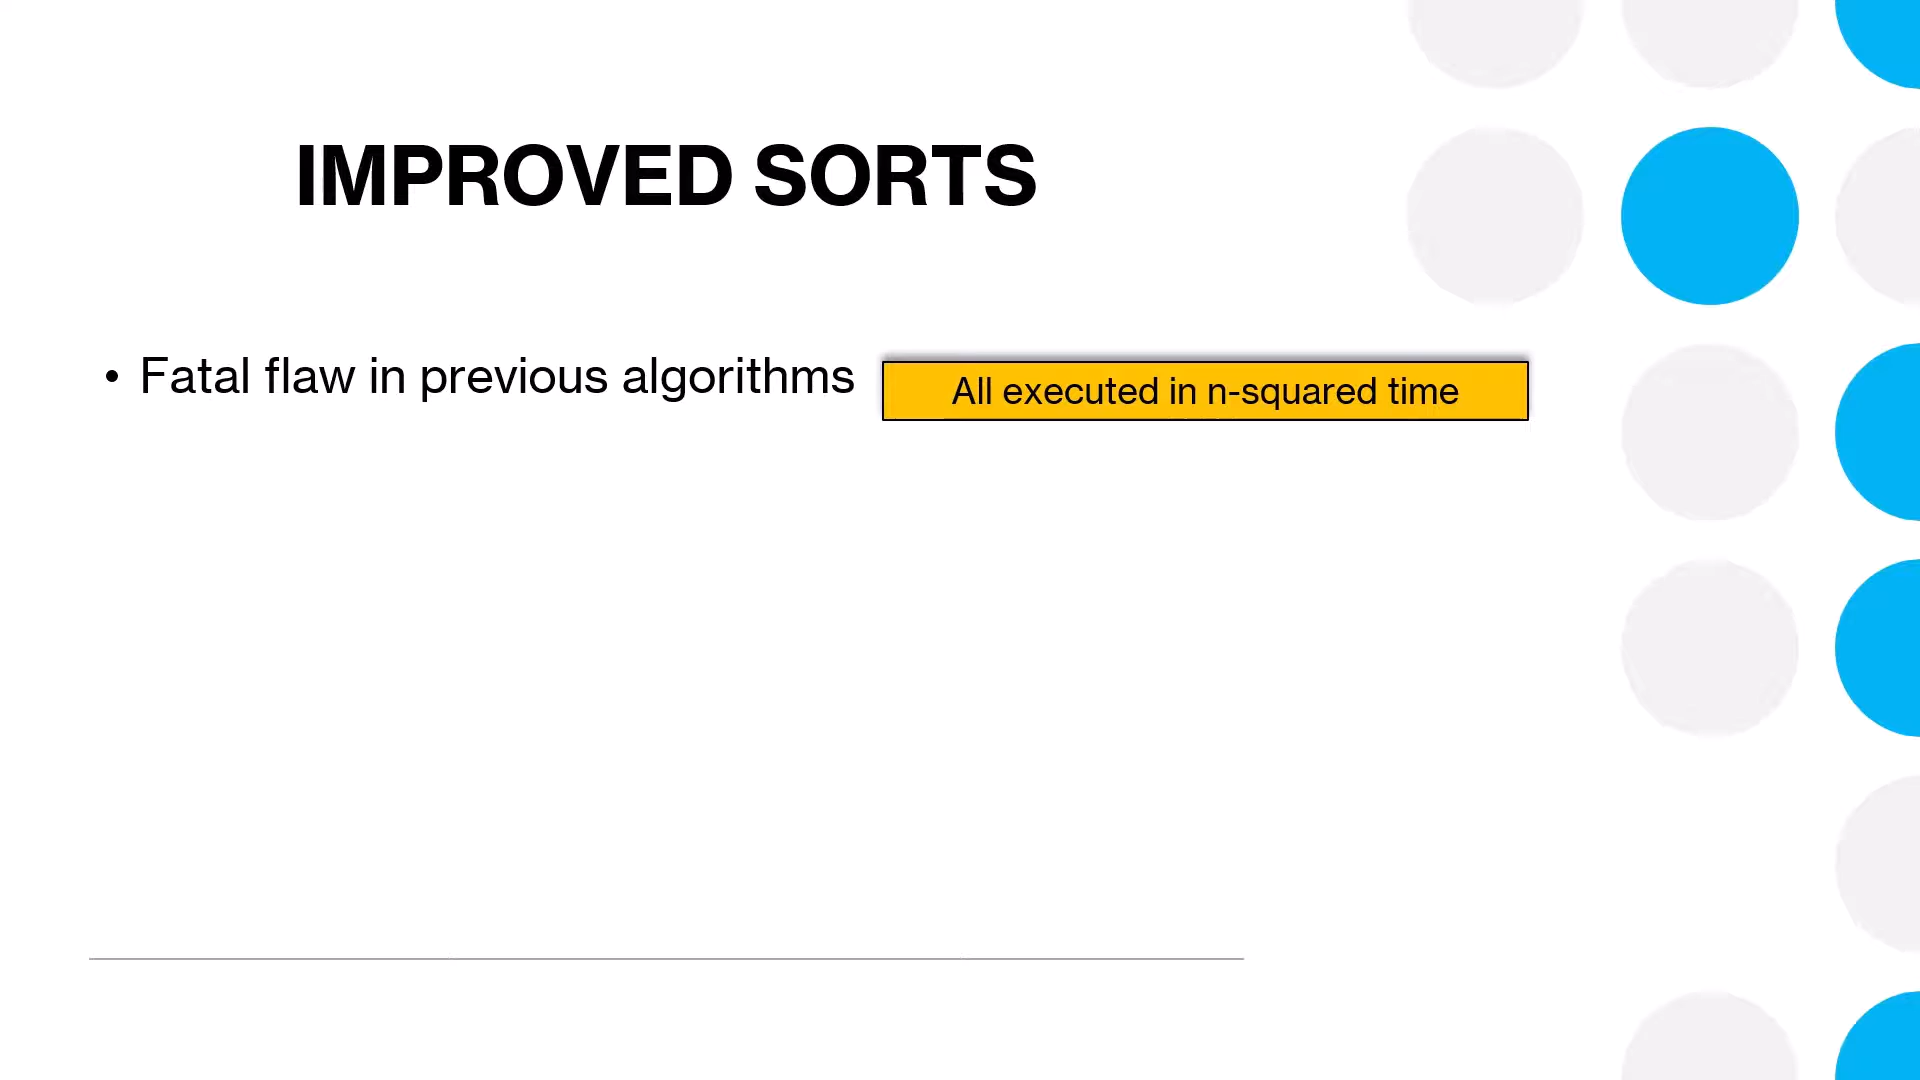 IMPROVED SORTS
• Fatal flaw in previous algorithms
All executed in n-squared time